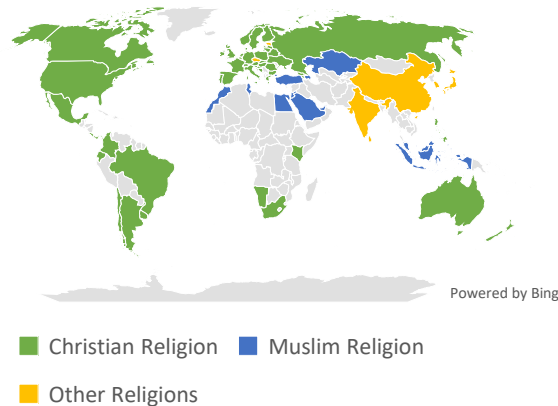 Powered by Bing
Christian Religion Muslim Religion
Other Religions